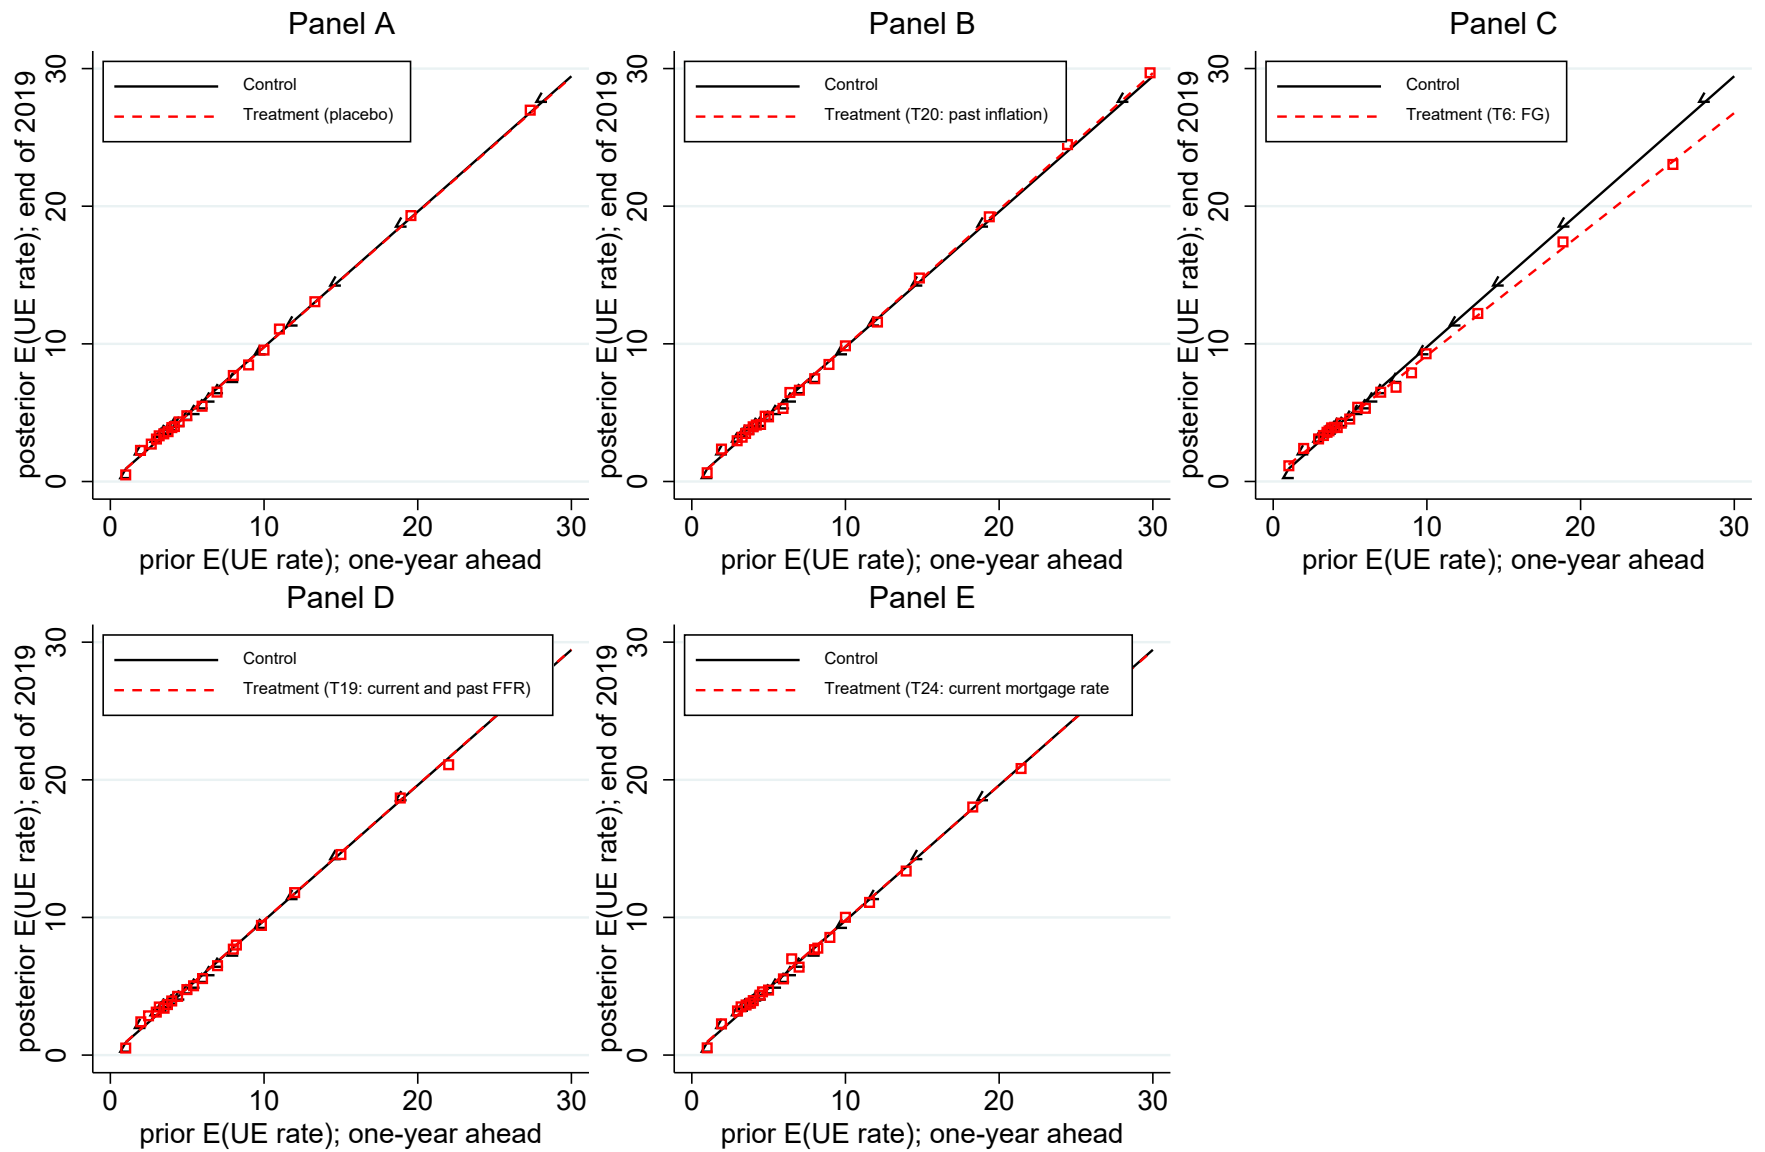 Panel A
posterior E(UE rate); end of 2019
30
20
10
0
Control
Treatment (placebo)
0 10 20 30
prior E(UE rate); one-year ahead
Panel B
posterior E(UE rate); end of 2019
30
20
10
0
Control
Treatment (T20: past inflation)
0 10 20 30
prior E(UE rate); one-year ahead
Panel C
posterior E(UE rate); end of 2019
30
20
10
0
Control
Treatment (T6: FG)
0 10 20 30
prior E(UE rate); one-year ahead
Panel D
posterior E(UE rate); end of 2019
30
20
10
0
Control
Treatment (T19: current and past FFR)
0 10 20 30
prior E(UE rate); one-year ahead
Panel E
posterior E(UE rate); end of 2019
30
20
10
0
Control
Treatment (T24: current mortgage rate
0 10 20 30
prior E(UE rate); one-year ahead